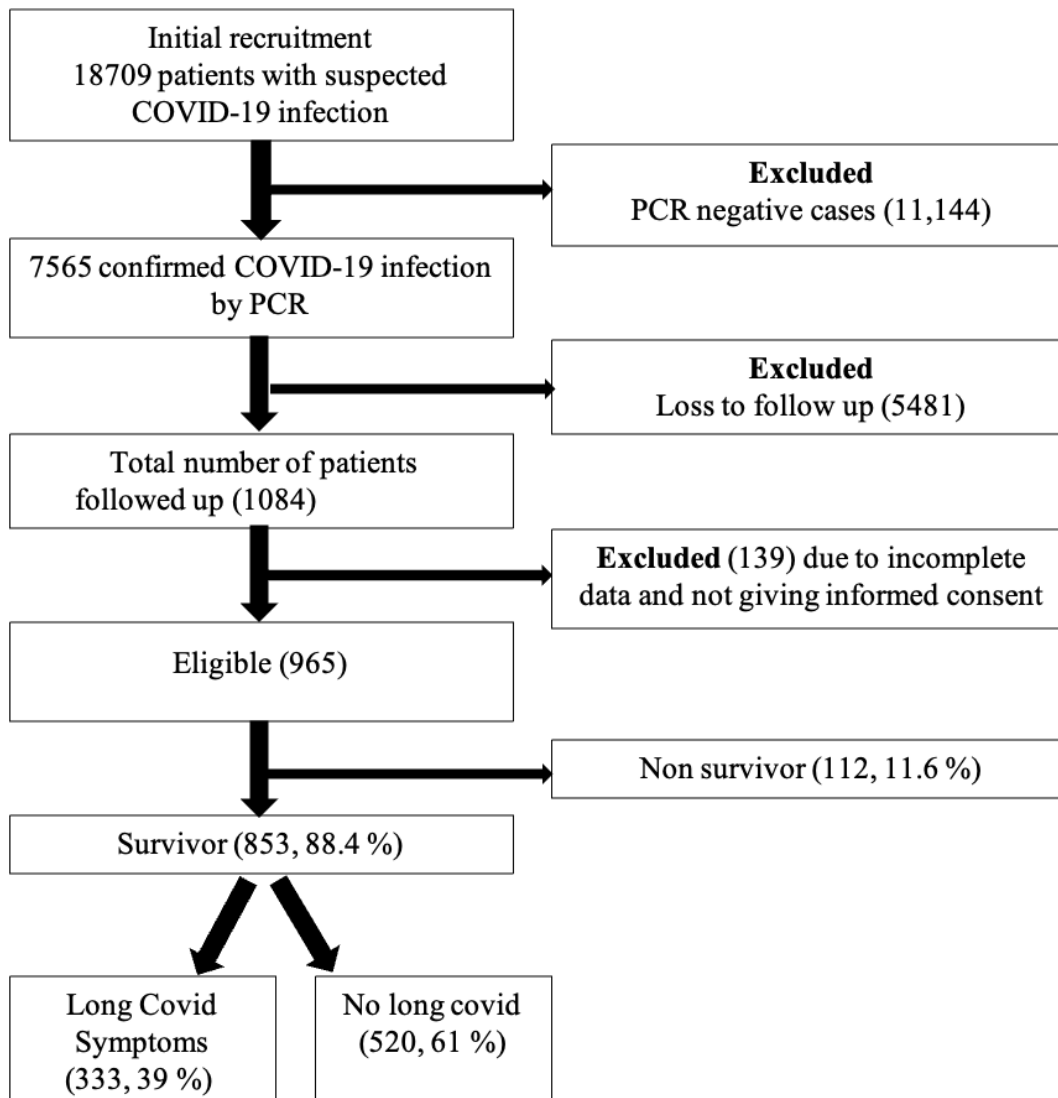 Initial recruitment
18709 patients with suspected
COVID-19 infection
Excluded
PCR negative cases (11,144)
7565 confirmed COVID-19 infection
by PCR
Excluded
Loss to follow up (5481)
Total number of patients
followed up (1084)
Excluded (139) due to incomplete
data and not giving informed consent
Eligible (965)
Non survivor (112, 11.6 %)
Survivor (853, 88.4 %)
Long Covid
Symptoms
(333, 39 %)
No long covid
(520, 61 %)